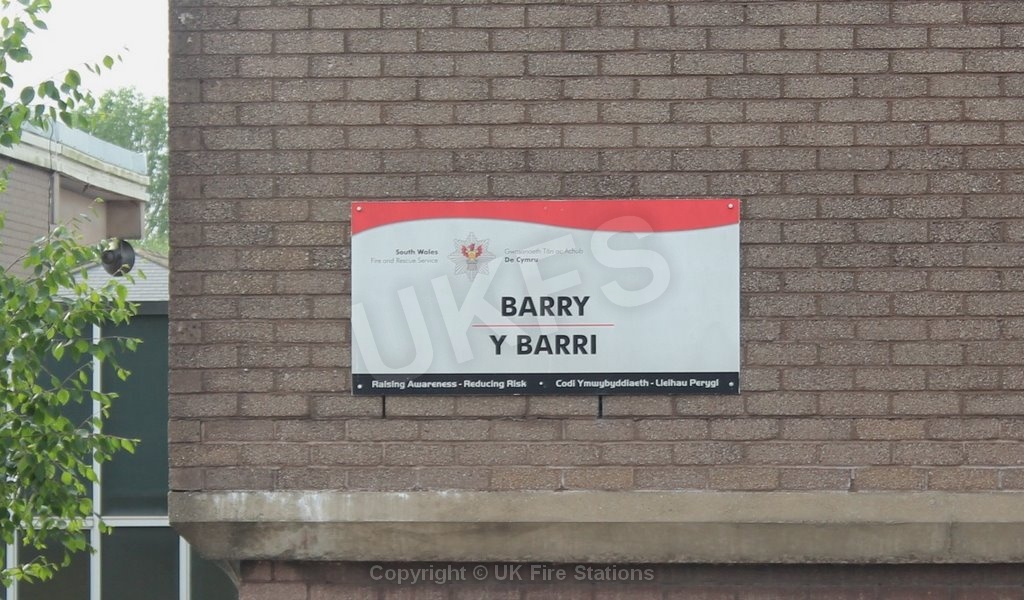 South Wales
Fire and Rescue Service
Gwasanaeth Tân ac Achub
De Cymru
BARRY
Y BARRI
Raising Awareness - Reducing Risk • Codi Ymwybyddiaeth - Lleihau Perygl
UKFS
Copyright © UK Fire Stations